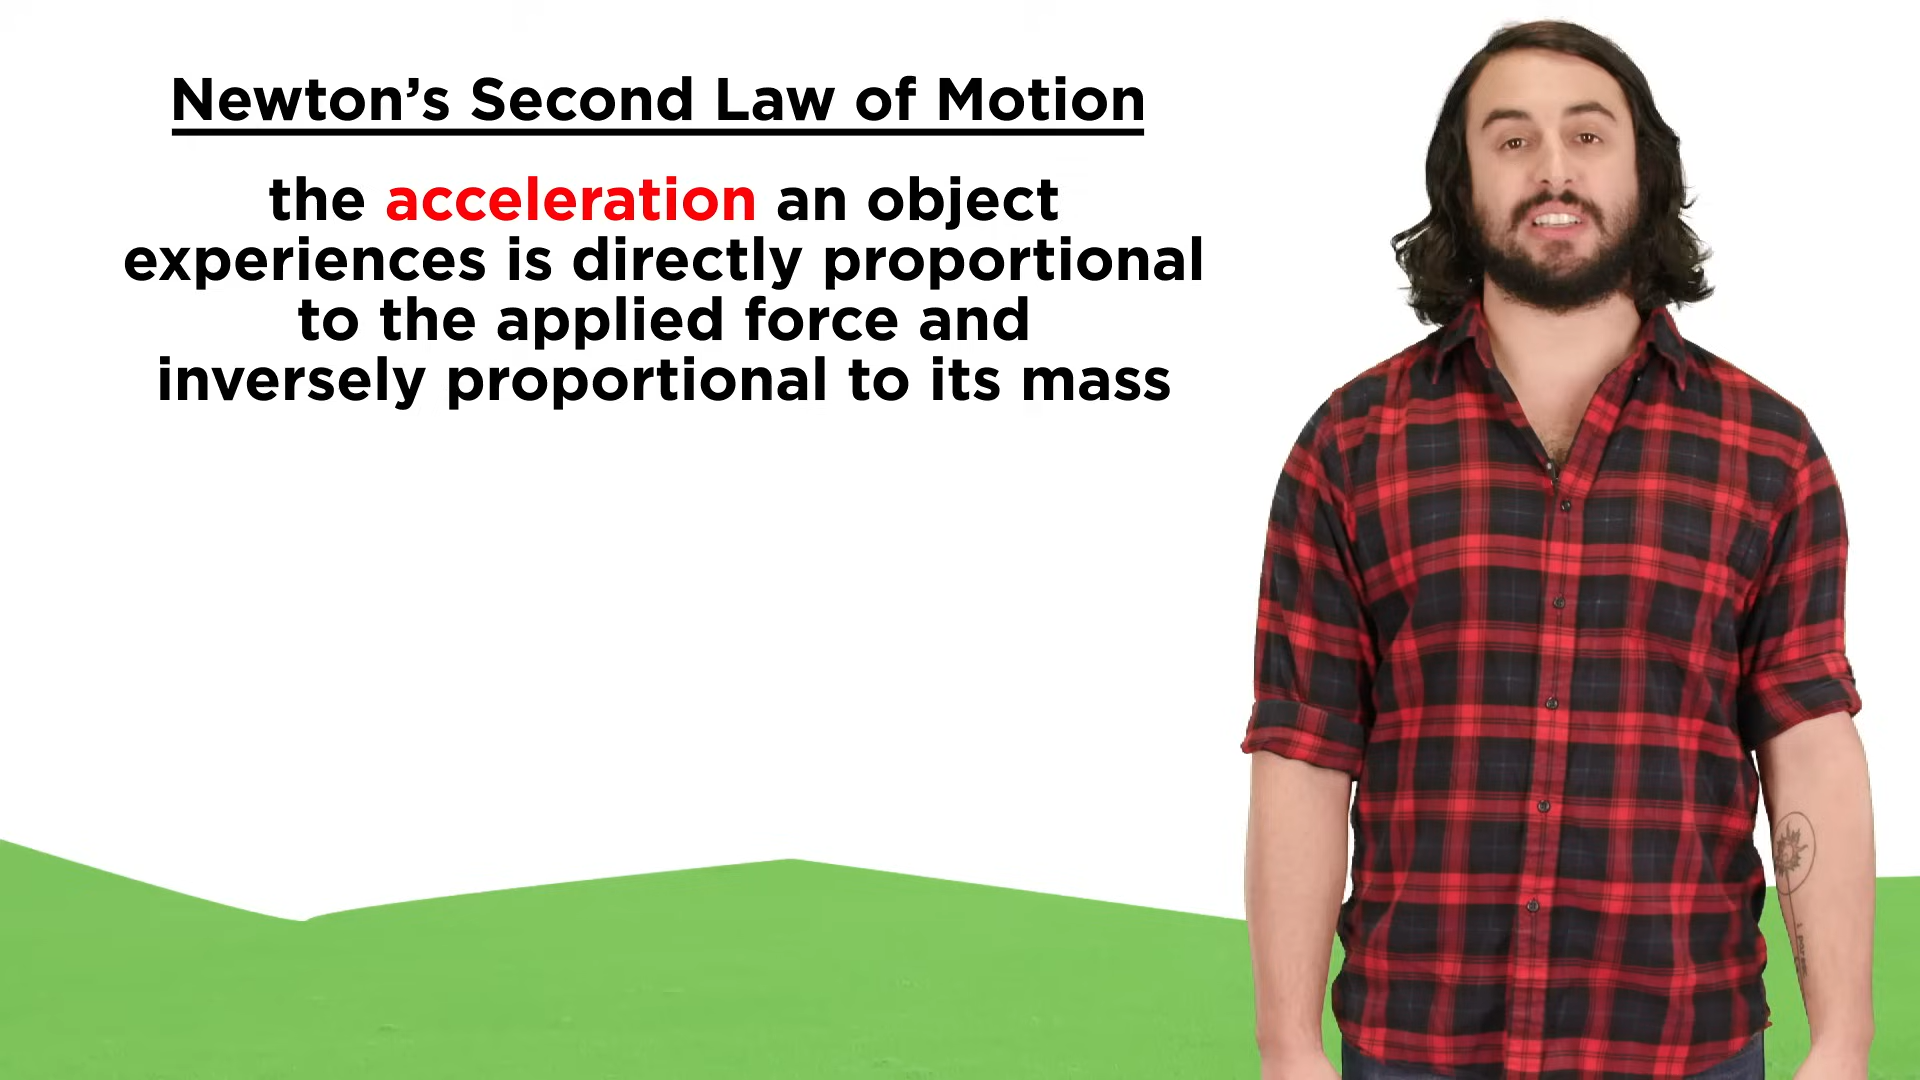 Newton’s Second Law of Motion
the acceleration an object
experiences is directly proportional
to the applied force and
inversely proportional to its mass